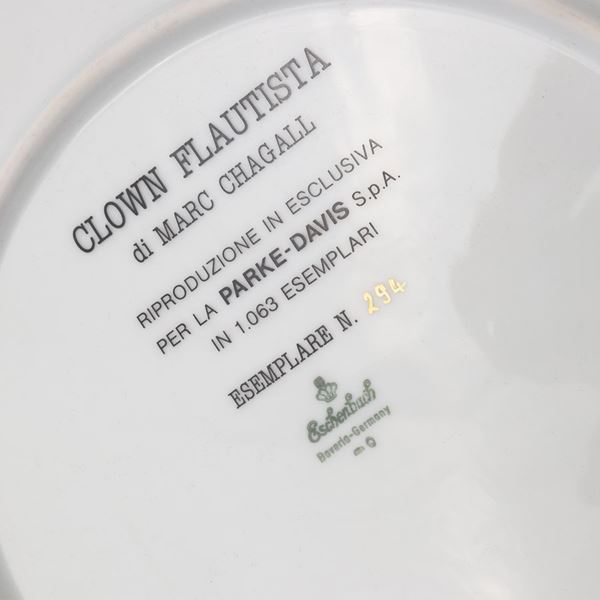 CLOWN FLAUTISTA
di MARC CHAGALL
RIPRODUZIONE IN ESCLUSIVA
PER LA PARKE-DAVIS S.p.A.
IN 1.063 ESEMPLARI
ESEMPLARE N. 294
Eschenbach
Bavaria-Germany